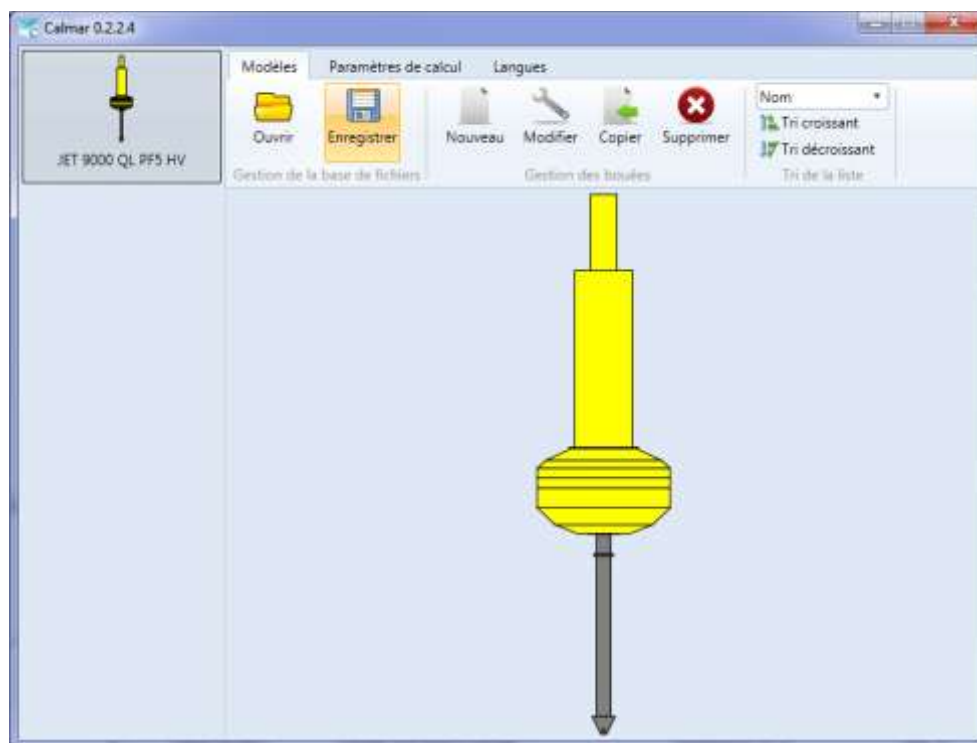 Calmar 0.2.2.4
JET 9000 QL PF5 HV
Modèles Paramètres de calcul Langues
Ouvrir Enregistrer
Gestion de la base de fichiers
Nouveau Modifier Copier Supprimer
Gestion des bouées
Nom
Tri croissant
Tri décroissant
Tri de la liste